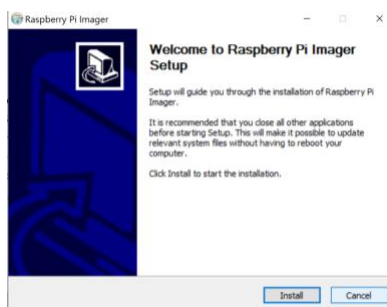 Raspberry Pi Imager
Welcome to Raspberry Pi Imager
Setup
Setup will guide you through the installation of Raspberry Pi
Imager.
It is recommended that you close all other applications
before starting Setup. This will make it possible to update
relevant system files without having to reboot your
computer.
Click Install to start the installation.
Install
Cancel